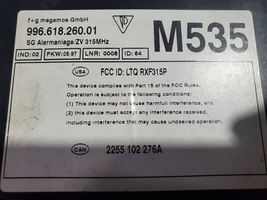 f+g megamos GmbH
996.618.260.01
SG Alarmanlage/ZV 315MHz
M535
IND: 02 FKW: 05.97 LNR: 0008 ID: 64
USA FCC ID: LTQ RXF315P
This device complies with Part 15 of the FCC Rules.
Operation is subject to the following conditions:
(1) This device may not cause harmful interference, and
(2) this device must accept any interference received,
including interference that may cause undesired
operation.
CAN 2255 102 276A